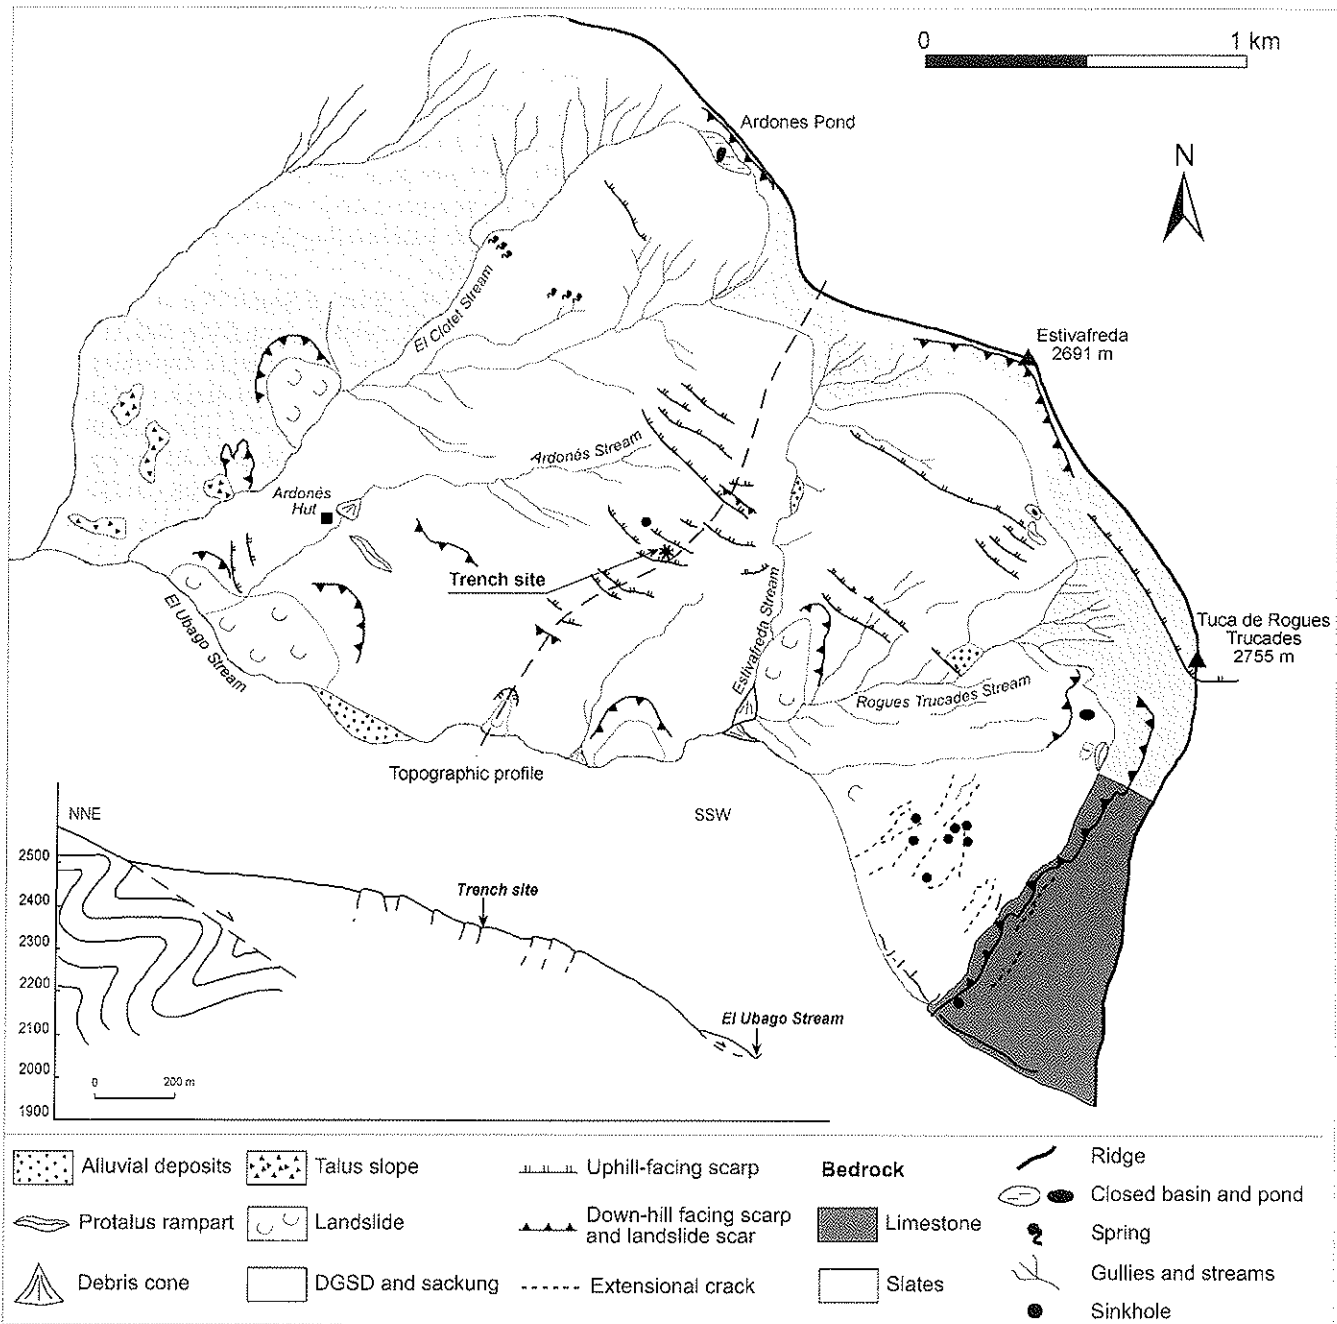 0
1 km
Ardones Pond
N
Estivafreda
2691 m
El Clotet Stream
Ardonés Stream
Ardonés
Hut
Trench site
Tuca de Rogues
Trucades
2755 m
El Ubago Stream
Estivafreda Stream
Rogues Trucades Stream
Topographic profile
NNE
SSW
2500
2400
2300
2200
2100
2000
1900
Trench site
El Ubago Stream
0
200 m
Alluvial deposits
Talus slope
Uphill-facing scarp
Bedrock
Ridge
Closed basin and pond
Protalus rampart
Landslide
Down-hill facing scarp
and landslide scar
Limestone
Spring
Gullies and streams
Debris cone
DGSD and sackung
Extensional crack
Slates
Sinkhole